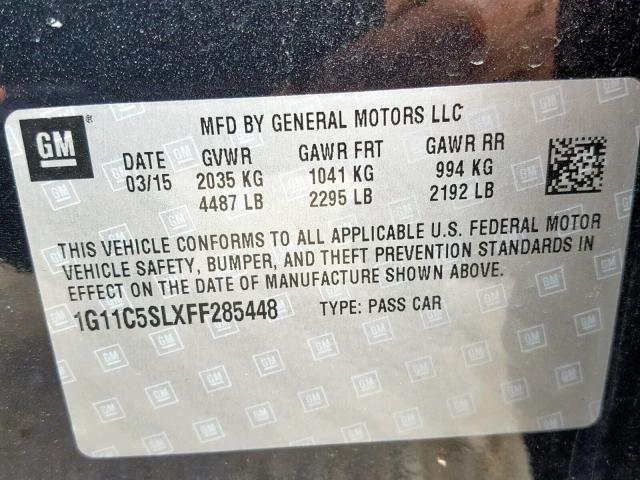 GM
MFD BY GENERAL MOTORS LLC
DATE GVWR GAWR FRT GAWR RR
03/15 2035 KG 1041 KG 994 KG
4487 LB 2295 LB 2192 LB
THIS VEHICLE CONFORMS TO ALL APPLICABLE U.S. FEDERAL MOTOR
VEHICLE SAFETY, BUMPER, AND THEFT PREVENTION STANDARDS IN
EFFECT ON THE DATE OF MANUFACTURE SHOWN ABOVE.
1G11C5SLXFF285448 TYPE: PASS CAR